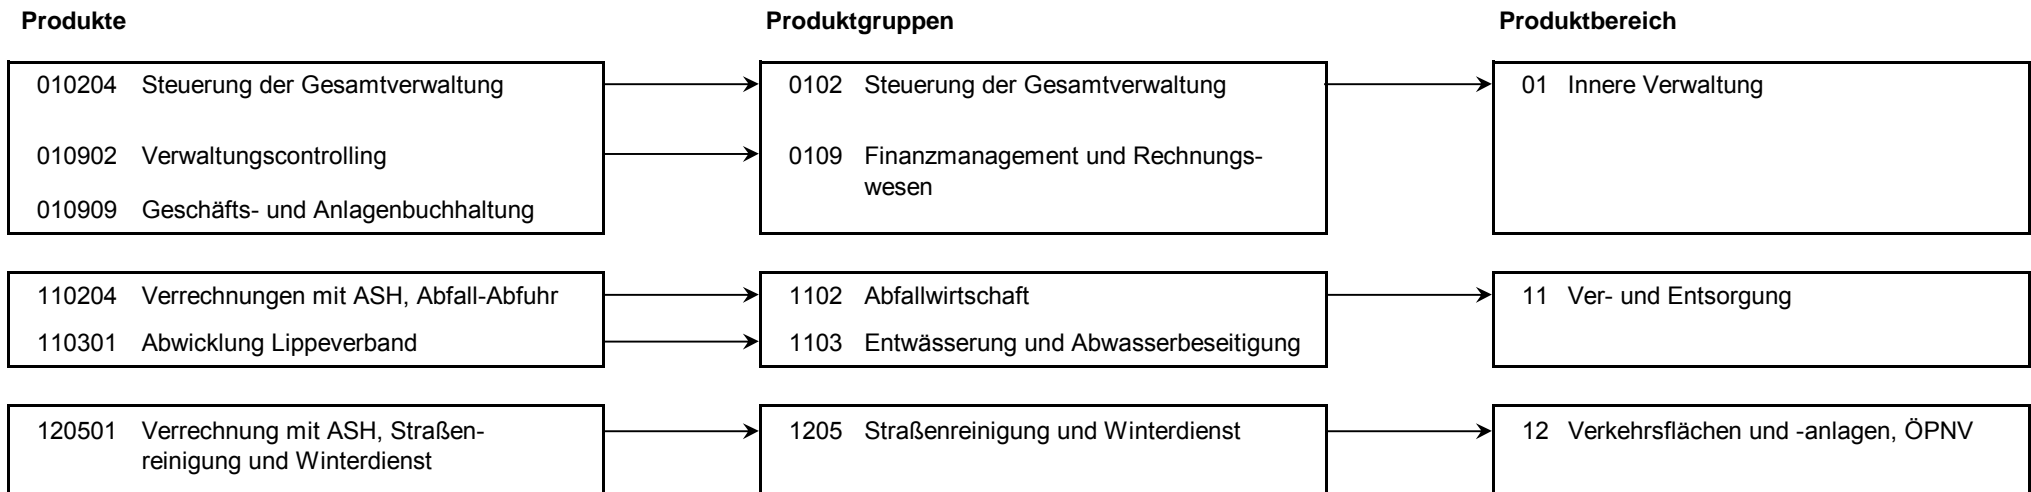 Produkte Produktgruppen Produktbereich
010204 Steuerung der Gesamtverwaltung 0102 Steuerung der Gesamtverwaltung 01 Innere Verwaltung
010902 Verwaltungscontrolling 0109 Finanzmanagement und Rechnungs-
wesen
010909 Geschäfts- und Anlagenbuchhaltung
110204 Verrechnungen mit ASH, Abfall-Abfuhr 1102 Abfallwirtschaft 11 Ver- und Entsorgung
110301 Abwicklung Lippeverband 1103 Entwässerung und Abwasserbeseitigung
120501 Verrechnung mit ASH, Straßen- 1205 Straßenreinigung und Winterdienst 12 Verkehrsflächen und -anlagen, ÖPNV
reinigung und Winterdienst